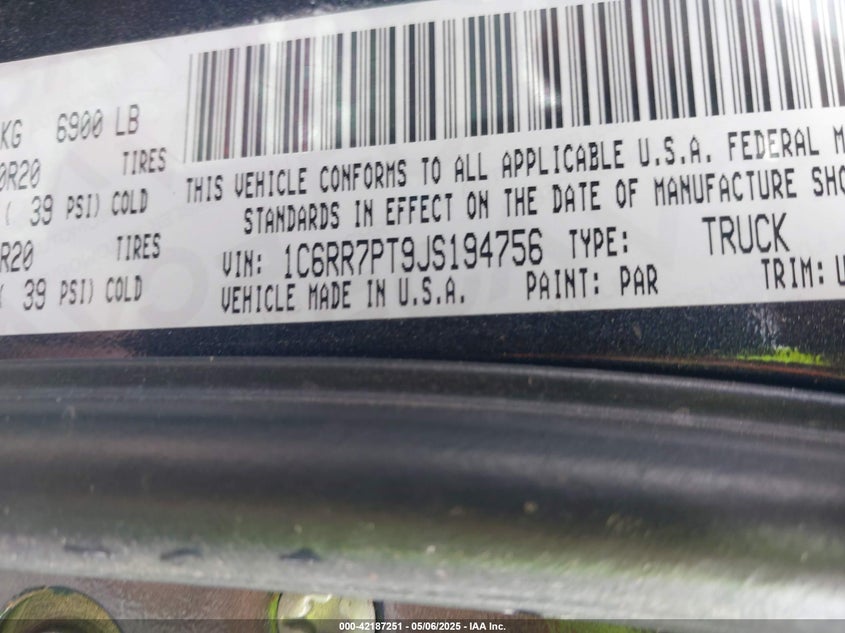 KG 6900 LB
0R20 TIRES
( 39 PSI) COLD
R20 TIRES
( 39 PSI) COLD
THIS VEHICLE CONFORMS TO ALL APPLICABLE U.S.A. FEDERAL M
STANDARDS IN EFFECT ON THE DATE OF MANUFACTURE SHO
VIN: 1C6RR7PT9JS194756 TYPE: TRUCK
VEHICLE MADE IN U.S.A. PAINT: PAR TRIM: U
000-42187251 - 05/06/2025 - IAA Inc.